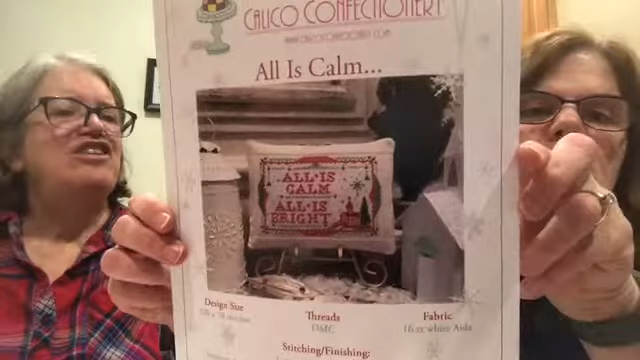 CALICO CONFECTIONERY
All Is Calm...
ALL·IS
CALM
ALL·IS
BRIGHT
Design Size
Threads
DMC
Fabric
16 ct white Aida
Stitching/Finishing: